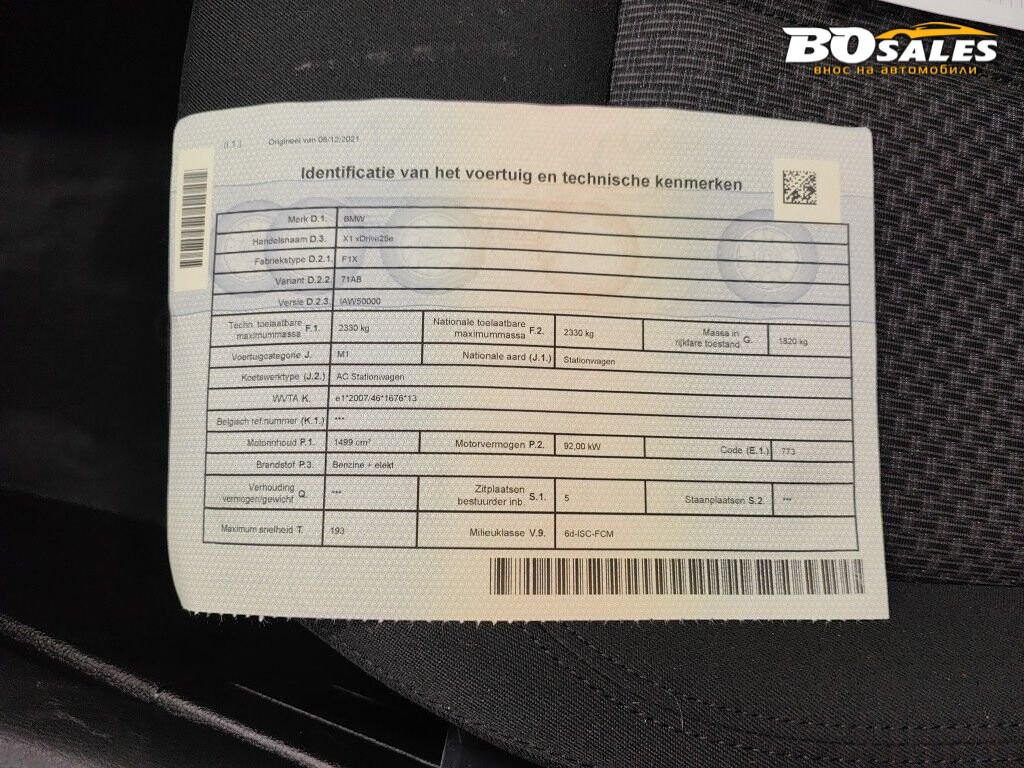 BOSALES
внос на автомобили
(I.1.) Origineel van 08/12/2021
Identificatie van het voertuig en technische kenmerken
Merk D.1. BMW
Handelsnaam D.3. X1 xDrive25e
Fabriekstype D.2.1. F1X
Variant D.2.2. 71AB
Versie D.2.3. IAW50000
Techn. toelaatbare maximummassa F.1. 2330 kg Nationale toelaatbare maximummassa F.2. 2330 kg Massa in rijklare toestand G. 1820 kg
Voertuigcategorie J. M1 Nationale aard (J.1.) Stationwagen
Koetswerktype (J.2.) AC Stationwagen
WVTA K. e1*2007/46*1676*13
Belgisch ref.nummer (K.1.) ***
Motorinhoud P.1. 1499 cm³ Motorvermogen P.2. 92,00 kW Code (E.1.) 773
Brandstof P.3. Benzine + elekt
Verhouding vermogen/gewicht Q. *** Zitplaatsen bestuurder inb. S.1. 5 Staanplaatsen S.2. ***
Maximum snelheid T. 193 Milieuklasse V.9. 6d-ISC-FCM